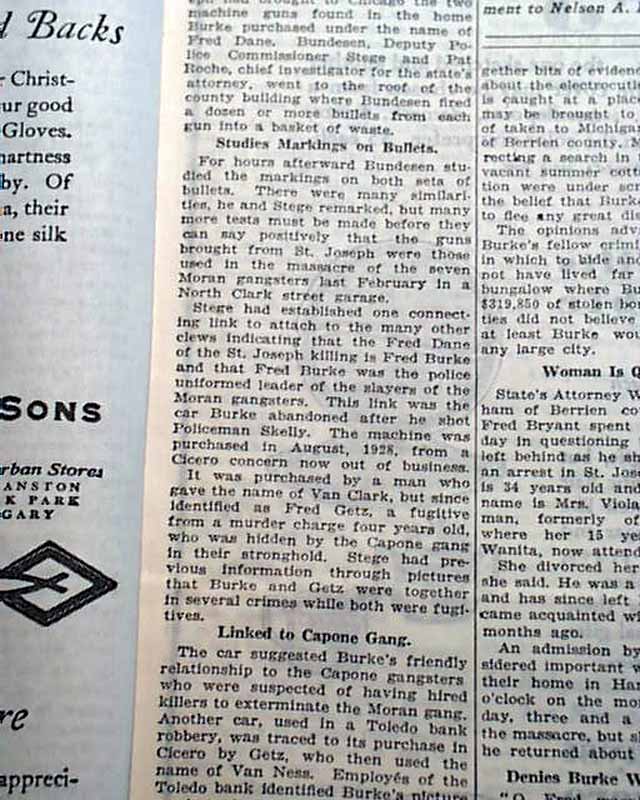 d Backs
r Christ-
ur good
Gloves.
hartness
by. Of
a, their
ne silk
SONS
rban Stores
ANSTON
K PARK
GARY
re
appreci-
eph had brought to Chicago the two
machine guns found in the home
Burke purchased under the name of
Fred Dane. Bundesen, Deputy Po-
lice Commissioner Stege and Pat
Roche, chief investigator for the state's
attorney, went to the roof of the
county building where Bundesen fired
a dozen or more bullets from each
gun into a basket of waste.
Studies Markings on Bullets.
For hours afterward Bundesen stu-
died the markings on both sets of
bullets. There were many similari-
ties, he and Stege remarked, but many
more tests must be made before they
can say positively that the guns
brought from St. Joseph were those
used in the massacre of the seven
Moran gangsters last February in a
North Clark street garage.
Stege had established one connect-
ing link to attach to the many other
clews indicating that the Fred Dane
of the St. Joseph killing is Fred Burke
and that Fred Burke was the police
uniformed leader of the slayers of the
Moran gangsters. This link was the
car Burke abandoned after he shot
Policeman Skelly. The machine was
purchased in August, 1928, from a
Cicero concern now out of business.
It was purchased by a man who
gave the name of Van Clark, but since
identified as Fred Getz, a fugitive
from a murder charge four years old,
who was hidden by the Capone gang
in their stronghold. Stege had pre-
vious information through pictures
that Burke and Getz were together
in several crimes while both were fugi-
tives.
Linked to Capone Gang.
The car suggested Burke's friendly
relationship to the Capone gangsters
who were suspected of having hired
killers to exterminate the Moran gang.
Another car, used in a Toledo bank
robbery, was traced to its purchase in
Cicero by Getz, who then used the
name of Van Ness. Employés of the
Toledo bank identified Burke's picture
ment to Nelson A.
gether bits of evidenc
about the electrocuti
is caught at a plac
may be brought to
of taken to Michigan
of Berrien county, M
recting a search in
vacant summer cott
tion were under sc
the belief that Burke
to flee any great dis
The opinions adv
Burke's fellow crimi
in which to hide and
not have lived far
bungalow where Bu
$319,850 of stolen bo
ties did not believe
at least Burke wou
any large city.
Woman Is Q
State's Attorney W
ham of Berrien co
Fred Bryant spent
day in questioning
left behind as he sh
an arrest in St. Jose
is 34 years old and
name is Mrs. Viola
man, formerly of
where her 15 yea
Wanita, now attend
She divorced her
she said. He was a
and has since left
came acquainted wi
months ago.
An admission by
sidered important w
their home in Ham
o'clock on the mo
day, three and a
the massacre, but sh
he returned about
Denies Burke W
"O, Fred